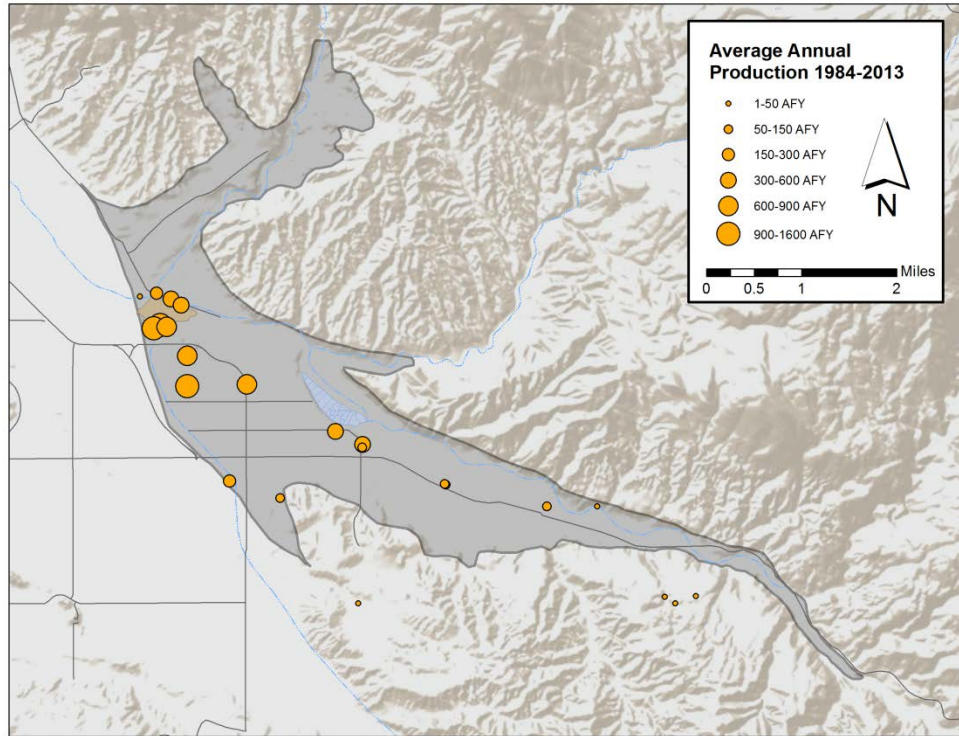 Average Annual
Production 1984-2013
1-50 AFY
50-150 AFY
150-300 AFY
300-600 AFY
600-900 AFY
900-1600 AFY
N
Miles
0 0.5 1 2